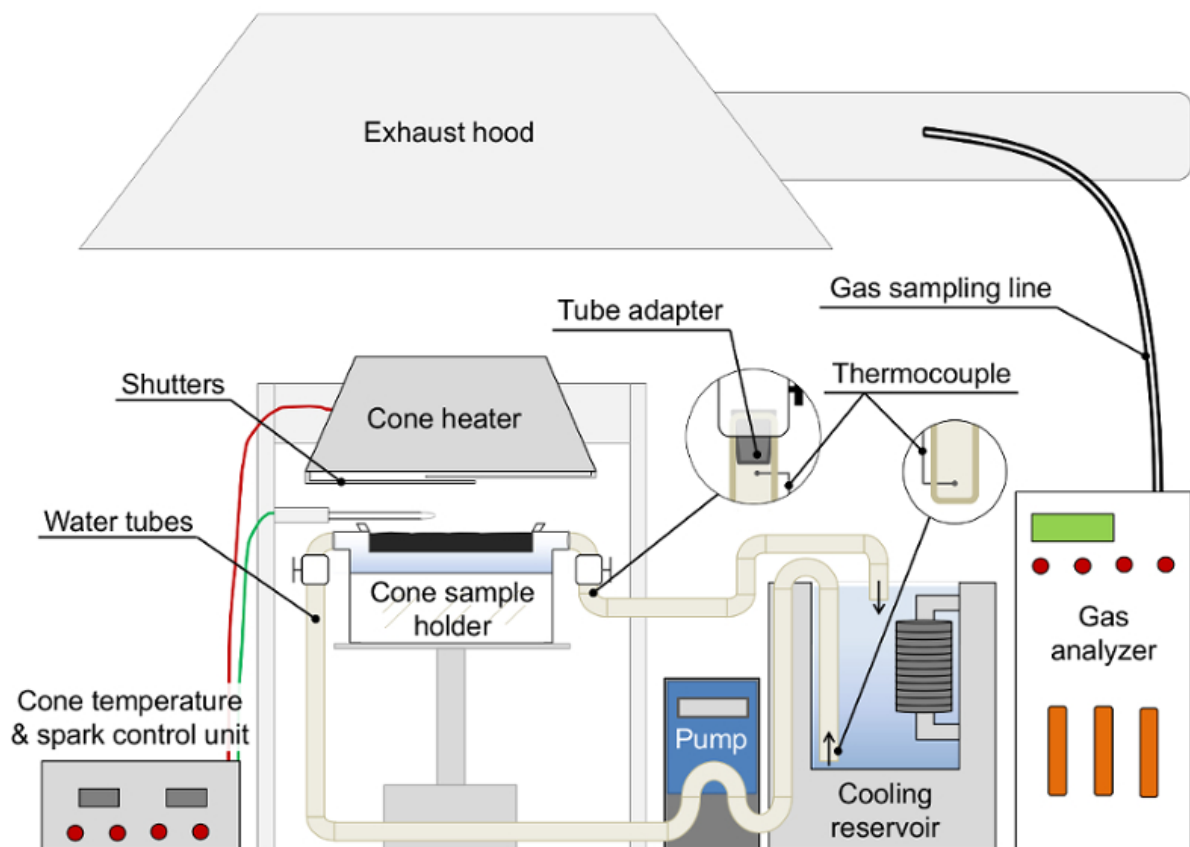 Exhaust hood
Gas sampling line
Tube adapter
Thermocouple
Shutters
Cone heater
Water tubes
Cone sample
holder
Gas
analyzer
Cone temperature
& spark control unit
Pump
Cooling
reservoir